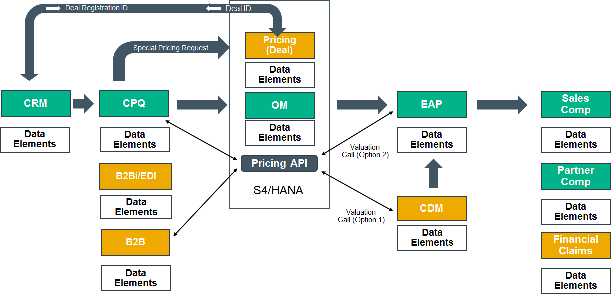 Deal Registration ID
Deal ID
Special Pricing Request
Pricing
(Deal)
Data
Elements
CRM
Data
Elements
CPQ
Data
Elements
OM
Data
Elements
EAP
Data
Elements
Sales
Comp
Data
Elements
B2Bi/EDI
Data
Elements
Pricing API
S4/HANA
Valuation
Call (Option 2)
Valuation
Call (Option 1)
Partner
Comp
Data
Elements
B2B
Data
Elements
CDM
Data
Elements
Financial
Claims
Data
Elements